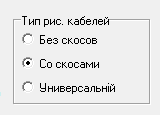 Тип рис. кабелей
Без скосов
Со скосами
Универсальній